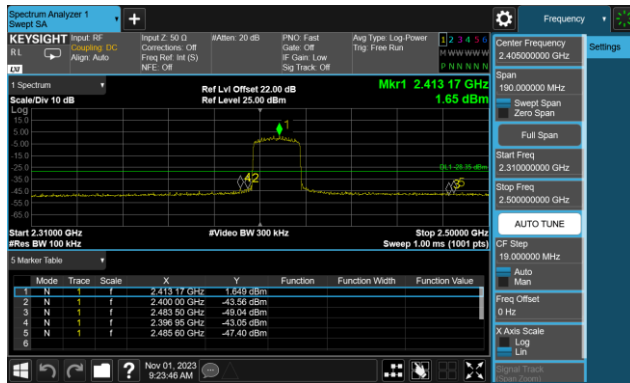 Spectrum Analyzer 1
Swept SA
Frequency
KEYSIGHT Input: RF Input Z: 50 Ω #Atten: 20 dB PNO: Fast Avg Type: Log-Power 1 2 3 4 5 6
RL Coupling: DC Corrections: Off Gate: Off Trig: Free Run M W W W W W
Align: Auto Freq Ref: Int (S) IF Gain: Low P N N N N N
NFE: Off Sig Track: Off
LXI
1 Spectrum Ref Lvl Offset 22.00 dB Mkr1 2.413 17 GHz
Scale/Div 10 dB Ref Level 25.00 dBm 1.65 dBm
Log
15.0
5.00
-5.00
-15.0
-25.0
DL1 -28.35 dBm
-35.0
-45.0
-55.0
-65.0
1
4 2
3 5
Start 2.31000 GHz #Video BW 300 kHz Stop 2.50000 GHz
#Res BW 100 kHz Sweep 1.00 ms (1001 pts)
5 Marker Table
Mode Trace Scale X Y Function Function Width Function Value
1 N 1 f 2.413 17 GHz 1.649 dBm
2 N 1 f 2.400 00 GHz -43.56 dBm
3 N 1 f 2.483 50 GHz -49.04 dBm
4 N 1 f 2.396 95 GHz -43.05 dBm
5 N 1 f 2.485 60 GHz -47.40 dBm
6
Nov 01, 2023
9:23:46 AM
Center Frequency
2.405000000 GHz
Settings
Span
190.000000 MHz
Swept Span
Zero Span
Full Span
Start Freq
2.310000000 GHz
Stop Freq
2.500000000 GHz
AUTO TUNE
CF Step
19.000000 MHz
Auto
Man
Freq Offset
0 Hz
X Axis Scale
Log
Lin
Signal Track
(Span Zoom)